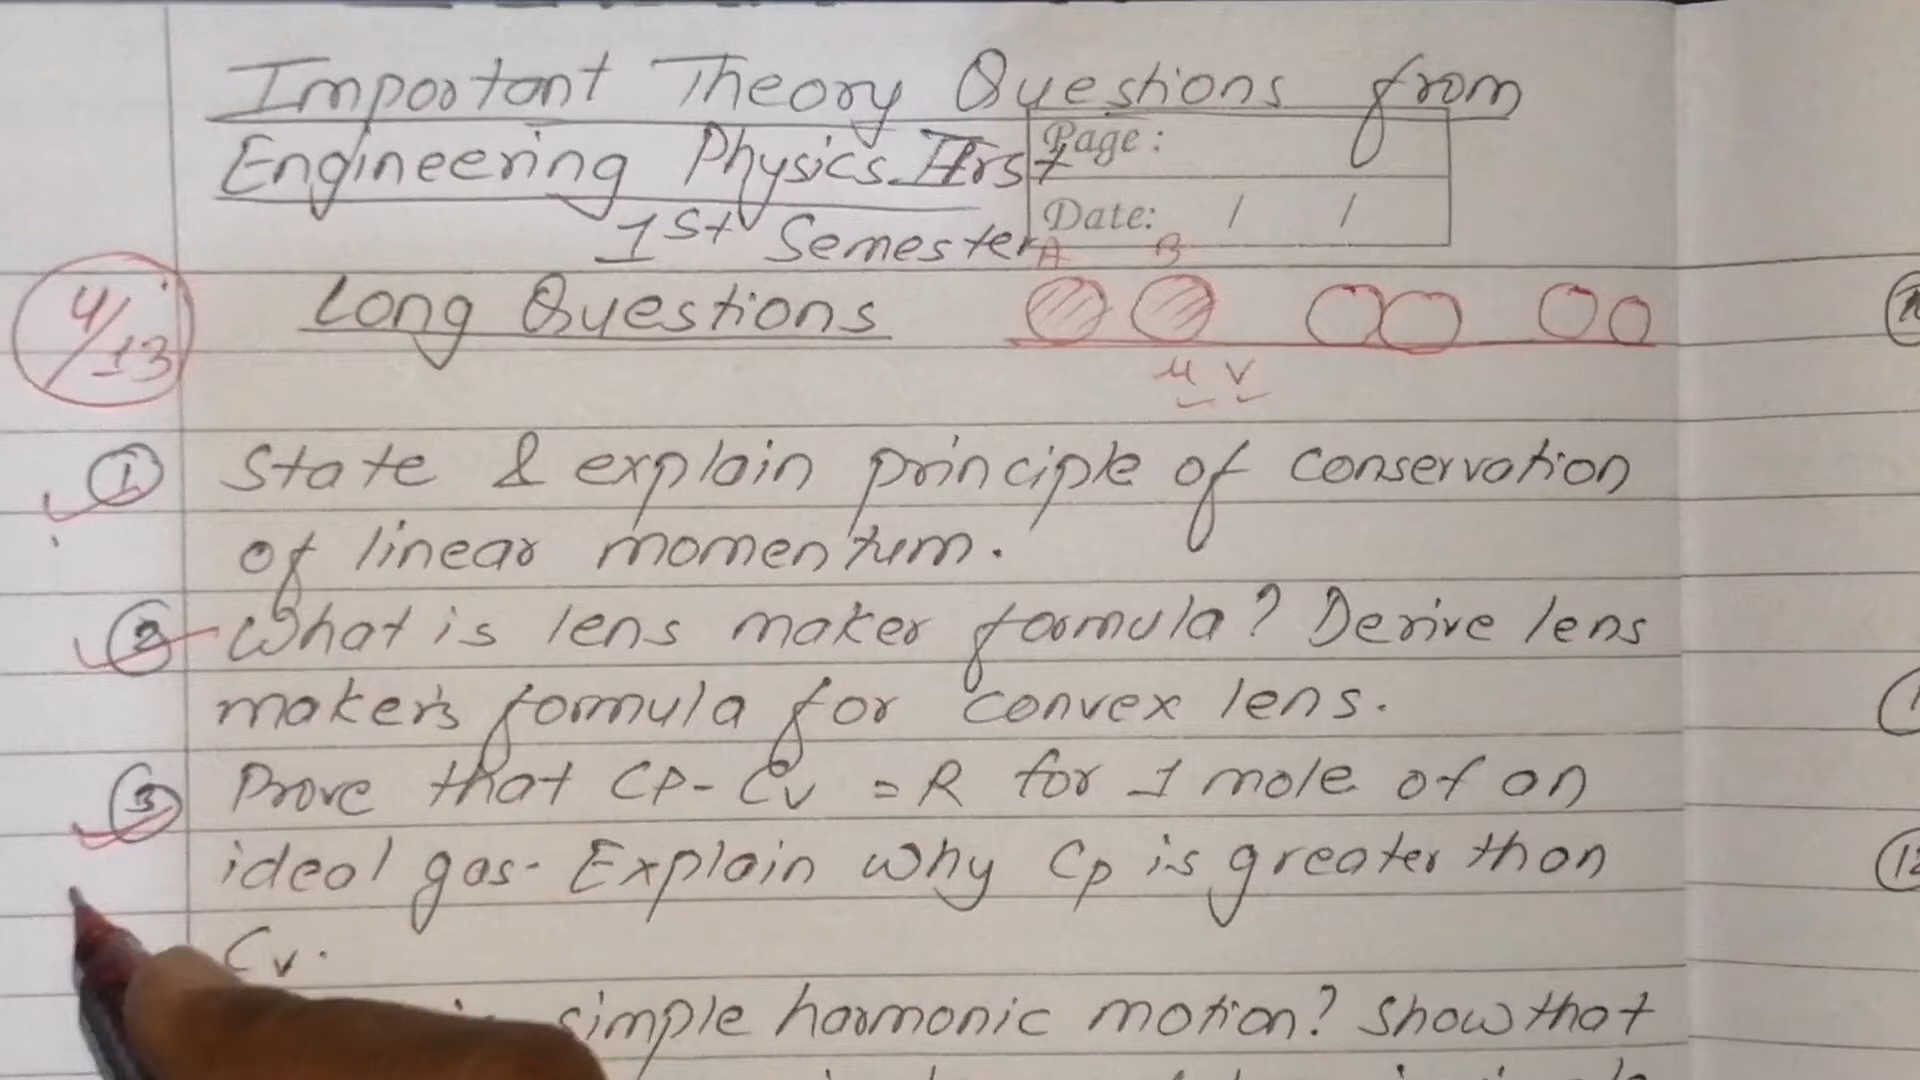 Important Theory Questions from
Engineering Physics First
Page :
Date: / /
1st Semester
A B
4/13
Long Questions
u v
① State & explain principle of conservation
of linear momentum.
② What is lens maker formula? Derive lens
maker's formula for convex lens.
③ Prove that CP - Cv = R for 1 mole of an
ideal gas. Explain why Cp is greater than
Cv.
simple harmonic motion? Show that